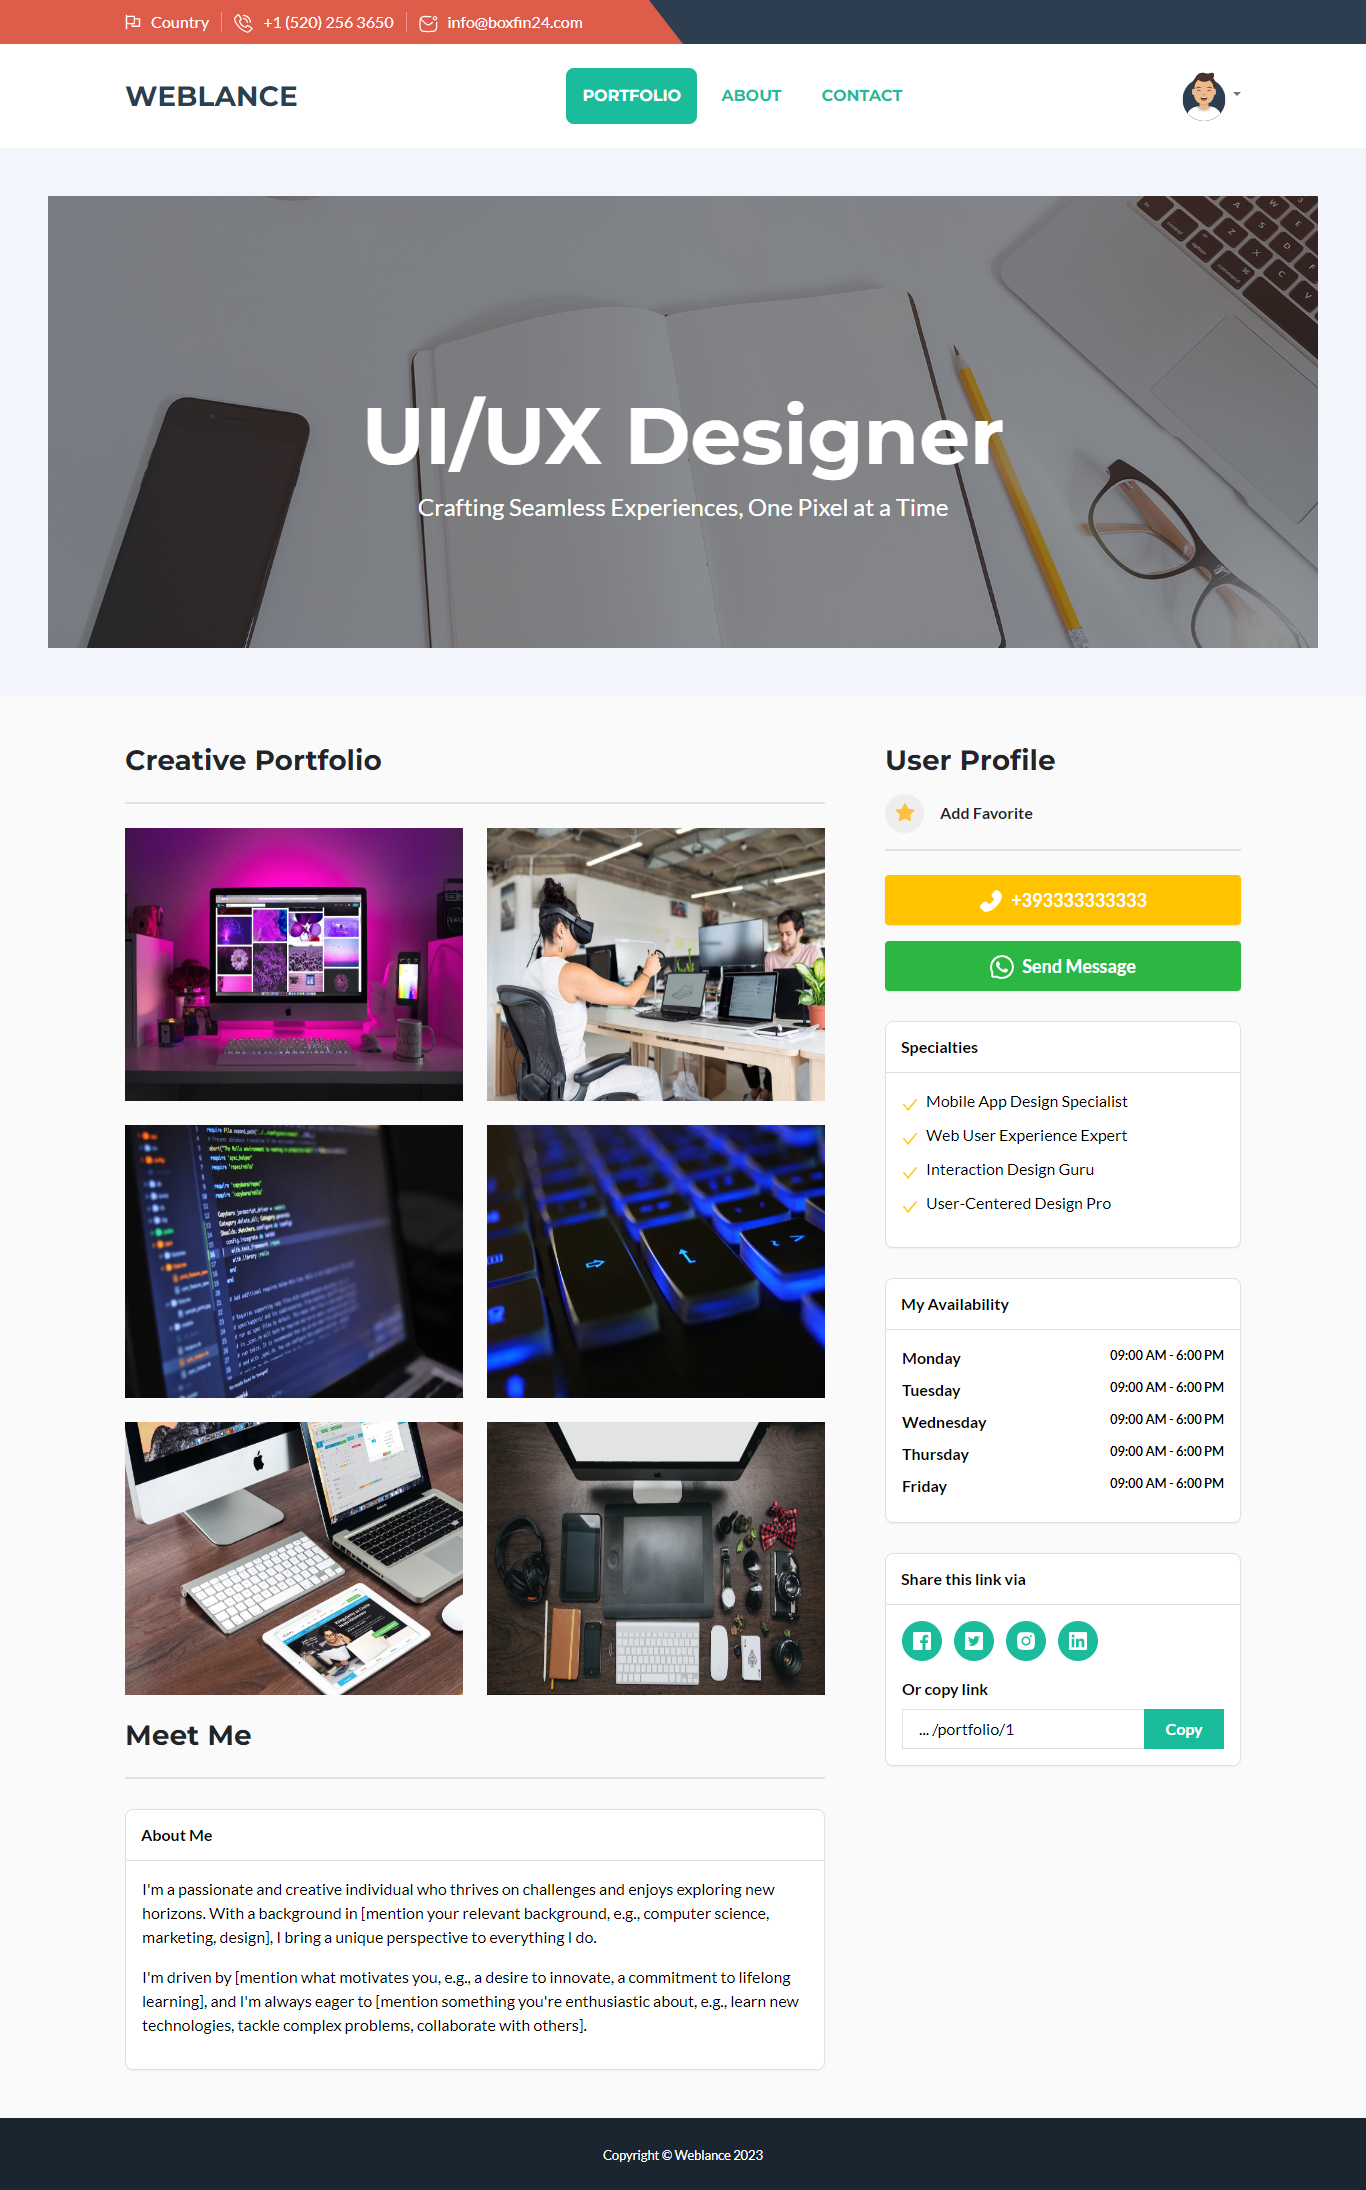 Country
+1 (520) 256 3650
info@boxfin24.com
WEBLANCE
PORTFOLIO
ABOUT
CONTACT
UI/UX Designer
Crafting Seamless Experiences, One Pixel at a Time
Creative Portfolio
User Profile
Add Favorite
+393333333333
Send Message
Specialties
Mobile App Design Specialist
Web User Experience Expert
Interaction Design Guru
User-Centered Design Pro
My Availability
Monday 09:00 AM - 6:00 PM
Tuesday 09:00 AM - 6:00 PM
Wednesday 09:00 AM - 6:00 PM
Thursday 09:00 AM - 6:00 PM
Friday 09:00 AM - 6:00 PM
Share this link via
Or copy link
... /portfolio/1
Copy
Meet Me
About Me
I'm a passionate and creative individual who thrives on challenges and enjoys exploring new
horizons. With a background in [mention your relevant background, e.g., computer science,
marketing, design], I bring a unique perspective to everything I do.
I'm driven by [mention what motivates you, e.g., a desire to innovate, a commitment to lifelong
learning], and I'm always eager to [mention something you're enthusiastic about, e.g., learn new
technologies, tackle complex problems, collaborate with others].
Copyright © Weblance 2023